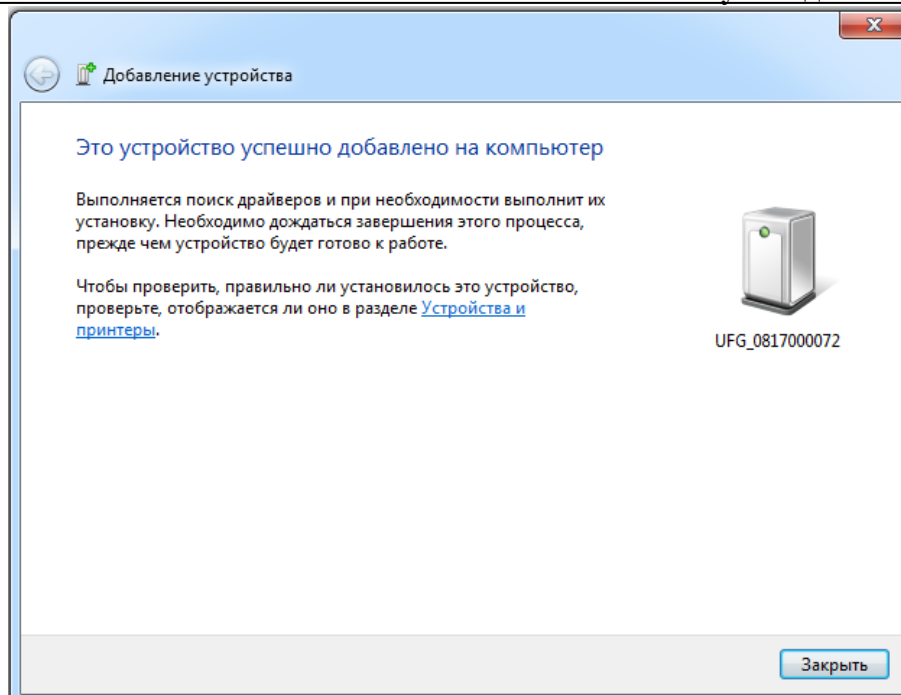 Добавление устройства
Это устройство успешно добавлено на компьютер
Выполняется поиск драйверов и при необходимости выполнит их
установку. Необходимо дождаться завершения этого процесса,
прежде чем устройство будет готово к работе.
Чтобы проверить, правильно ли установилось это устройство,
проверьте, отображается ли оно в разделе Устройства и
принтеры.
UFG_0817000072
Закрыть